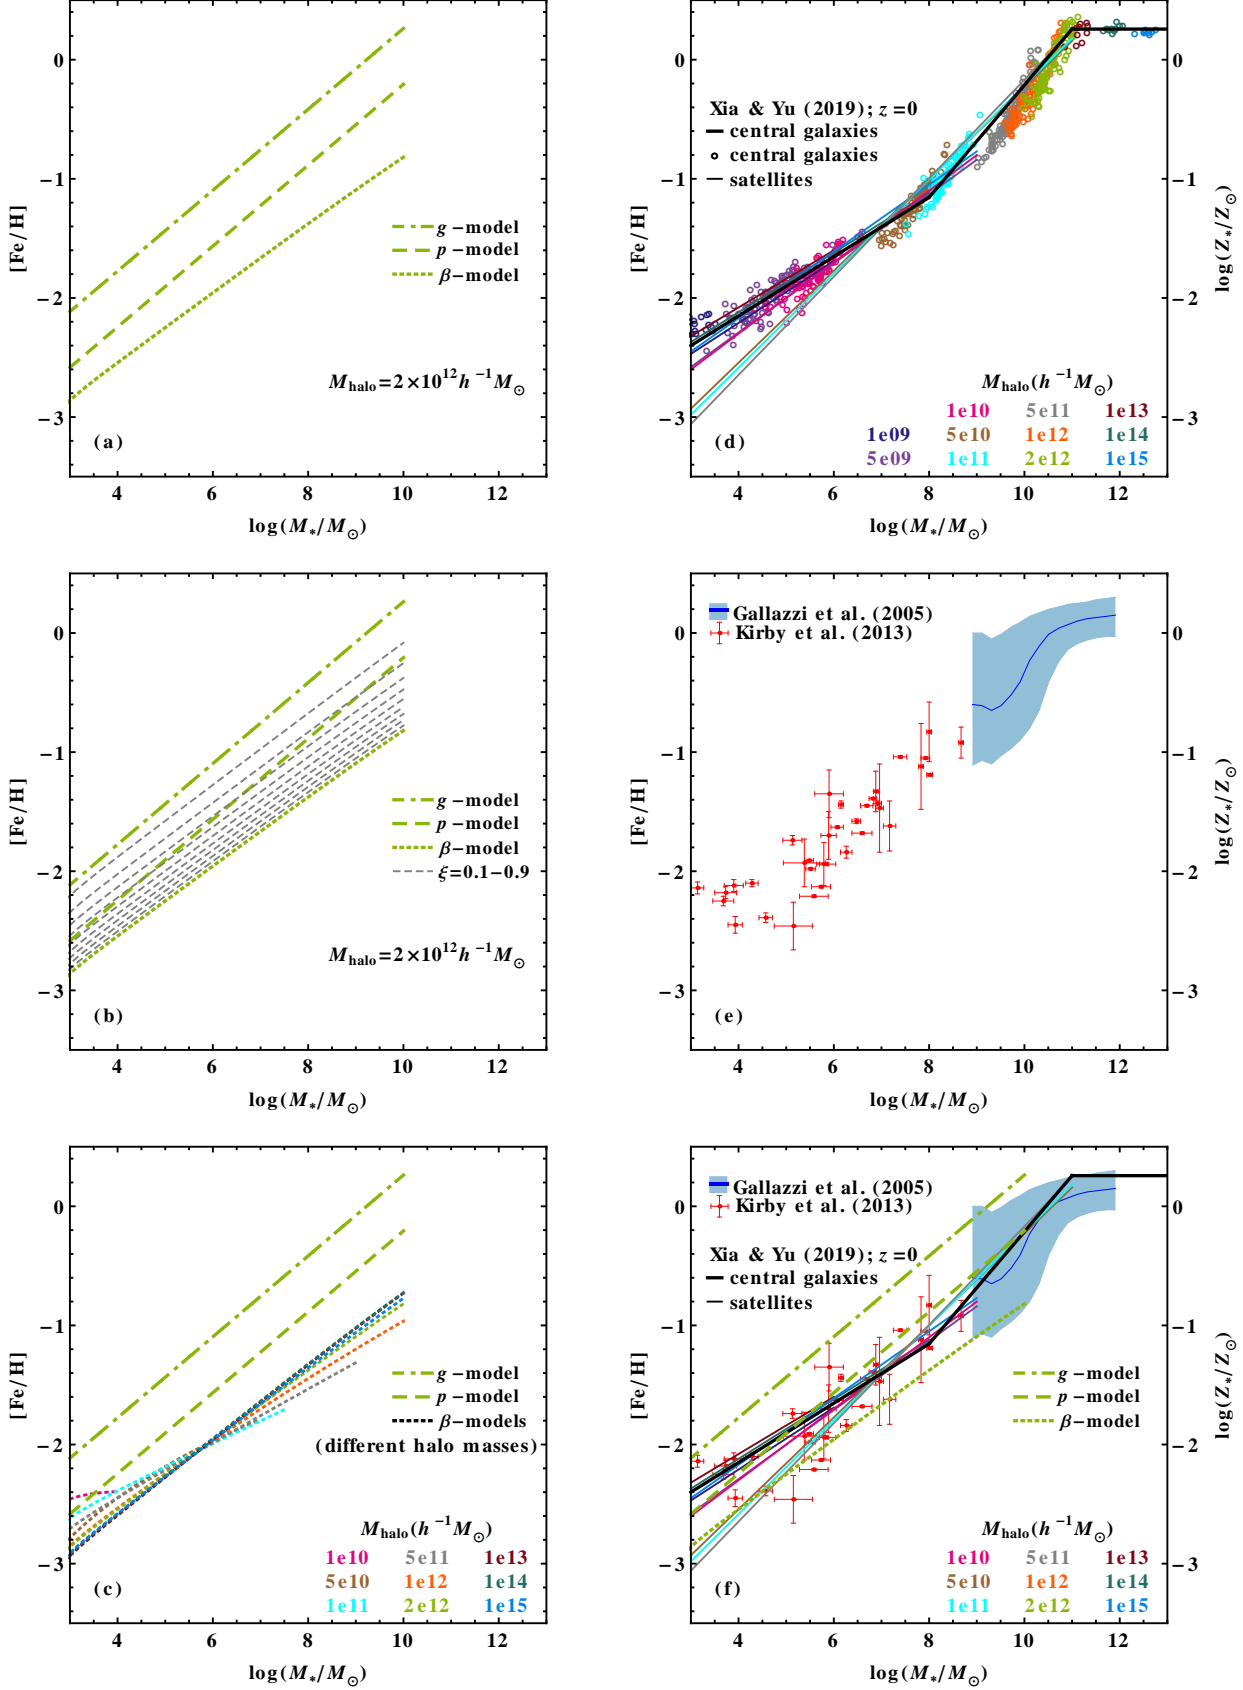 0
−1
−2
−3
[Fe/H]
g−model
p−model
β−model
M_halo=2×10^12 h^−1 M_⊙
(a)
4 6 8 10 12
log(M_*/M_⊙)
0
−1
−2
−3
[Fe/H]
Xia & Yu (2019); z=0
central galaxies
central galaxies
satellites
M_halo(h^−1 M_⊙)
1e10 5e11 1e13
1e09 5e10 1e12 1e14
5e09 1e11 2e12 1e15
(d)
0
−1
−2
−3
log(Z_*/Z_⊙)
4 6 8 10 12
log(M_*/M_⊙)
0
−1
−2
−3
[Fe/H]
g−model
p−model
β−model
ξ=0.1−0.9
M_halo=2×10^12 h^−1 M_⊙
(b)
4 6 8 10 12
log(M_*/M_⊙)
0
−1
−2
−3
[Fe/H]
Gallazzi et al. (2005)
Kirby et al. (2013)
(e)
0
−1
−2
−3
log(Z_*/Z_⊙)
4 6 8 10 12
log(M_*/M_⊙)
0
−1
−2
−3
[Fe/H]
g−model
p−model
β−models
(different halo masses)
M_halo(h^−1 M_⊙)
1e10 5e11 1e13
5e10 1e12 1e14
1e11 2e12 1e15
(c)
4 6 8 10 12
log(M_*/M_⊙)
0
−1
−2
−3
[Fe/H]
Gallazzi et al. (2005)
Kirby et al. (2013)
Xia & Yu (2019); z=0
central galaxies
satellites
g−model
p−model
β−model
M_halo(h^−1 M_⊙)
1e10 5e11 1e13
5e10 1e12 1e14
1e11 2e12 1e15
(f)
0
−1
−2
−3
log(Z_*/Z_⊙)
4 6 8 10 12
log(M_*/M_⊙)